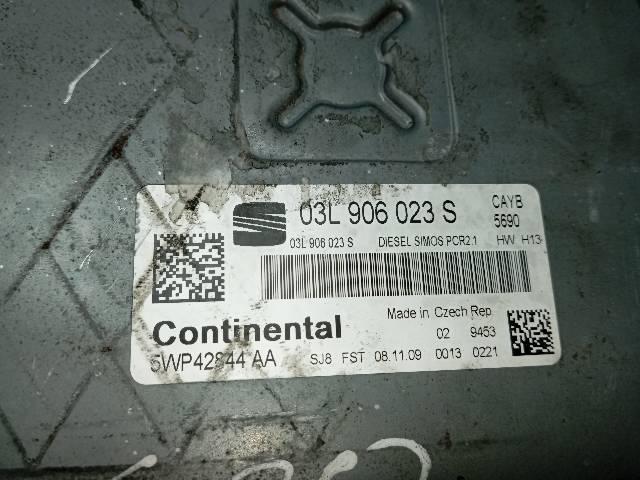 03L 906 023 S
CAYB
5690
03L 906 023 S DIESEL SIMOS PCR2.1 HW H13
Made in Czech Rep
Continental
02 9453
5WP42844 AA SJ8 FST 08.11.09 0013 0221